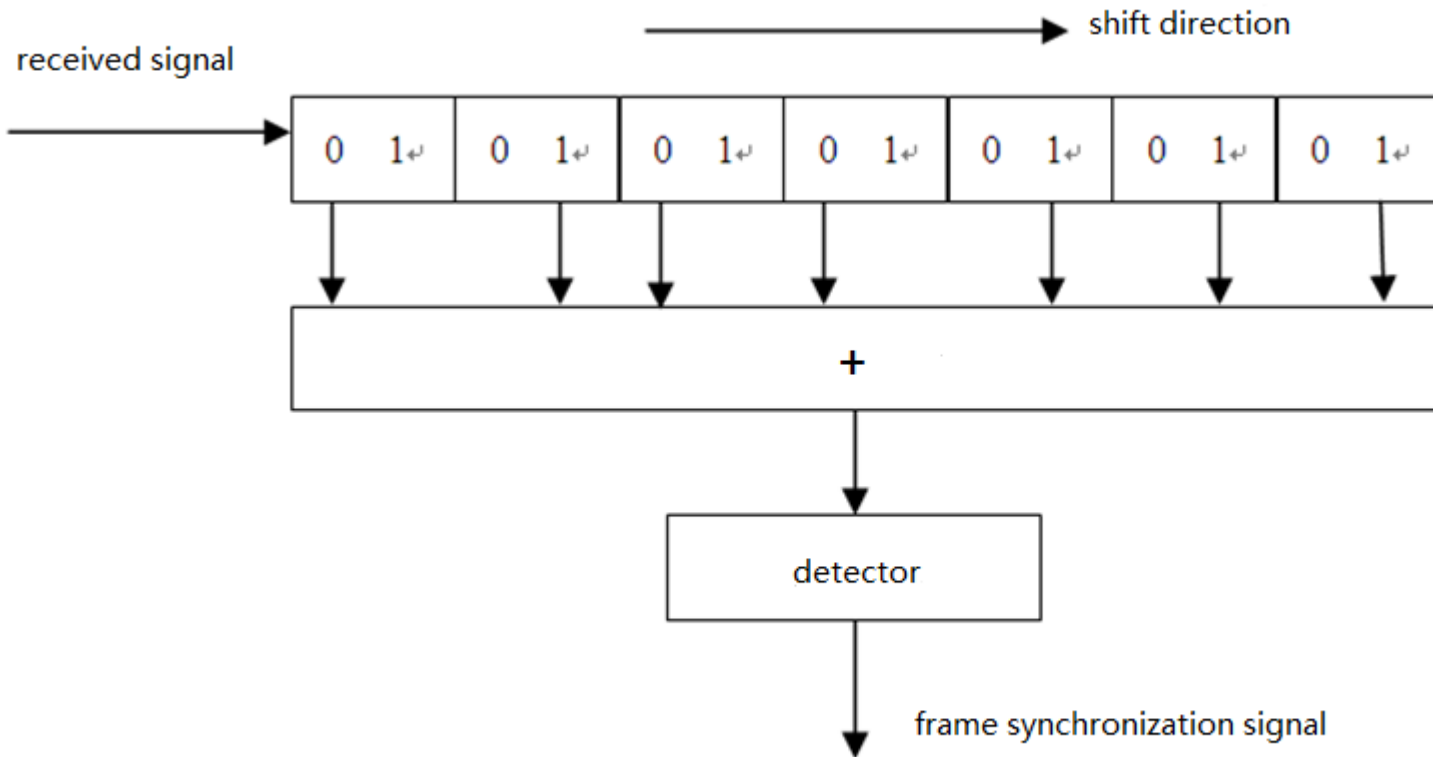 shift direction
received signal
0 1↵ 0 1↵ 0 1↵ 0 1↵ 0 1↵ 0 1↵ 0 1↵
+
detector
frame synchronization signal